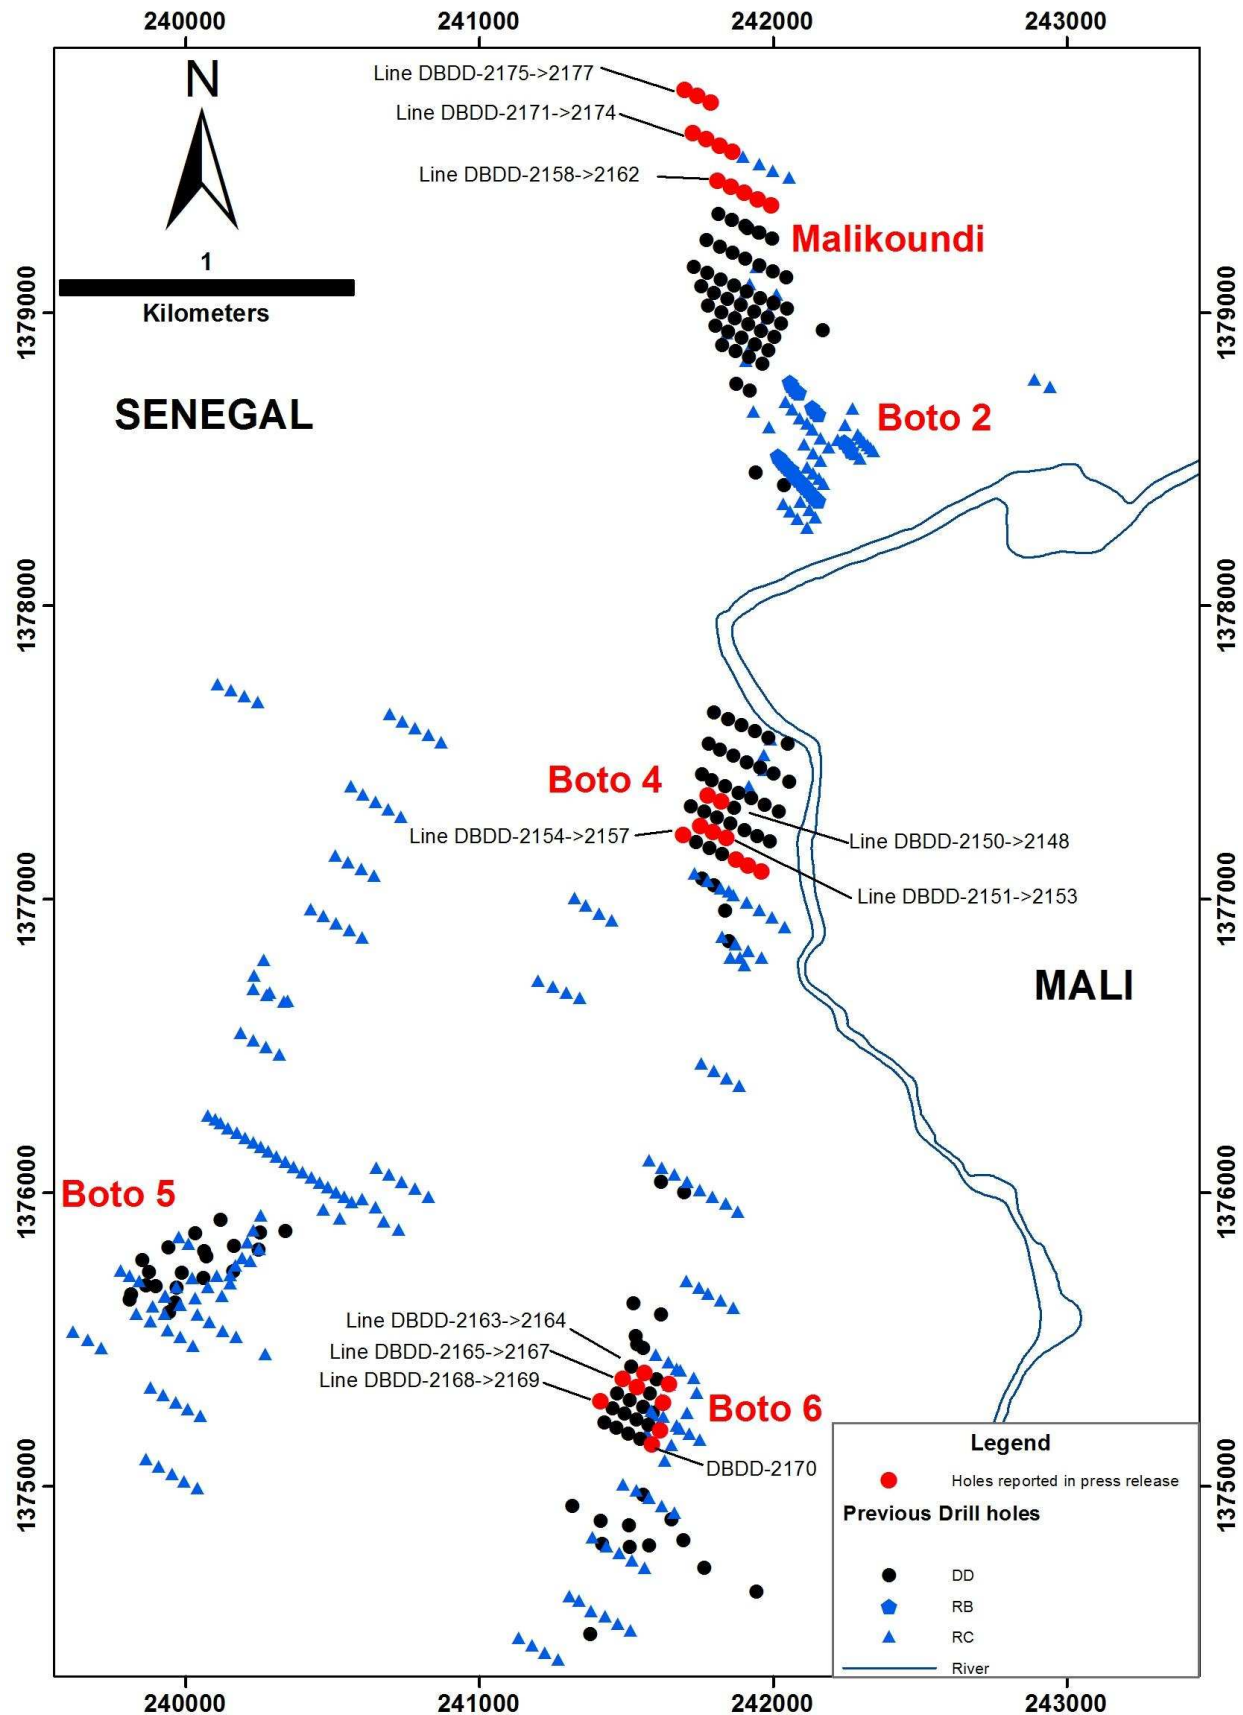 240000 241000 242000 243000
Line DBDD-2175->2177
N
Line DBDD-2171->2174
Line DBDD-2158->2162
Malikoundi
1
Kilometers
1379000
1379000
SENEGAL
Boto 2
1378000
1378000
Boto 4
Line DBDD-2154->2157
Line DBDD-2150->2148
Line DBDD-2151->2153
1377000
1377000
MALI
Boto 5
1376000
1376000
Line DBDD-2163->2164
Line DBDD-2165->2167
Line DBDD-2168->2169
Boto 6
DBDD-2170
1375000
1375000
Legend
Holes reported in press release
Previous Drill holes
DD
RB
RC
River
240000 241000 242000 243000